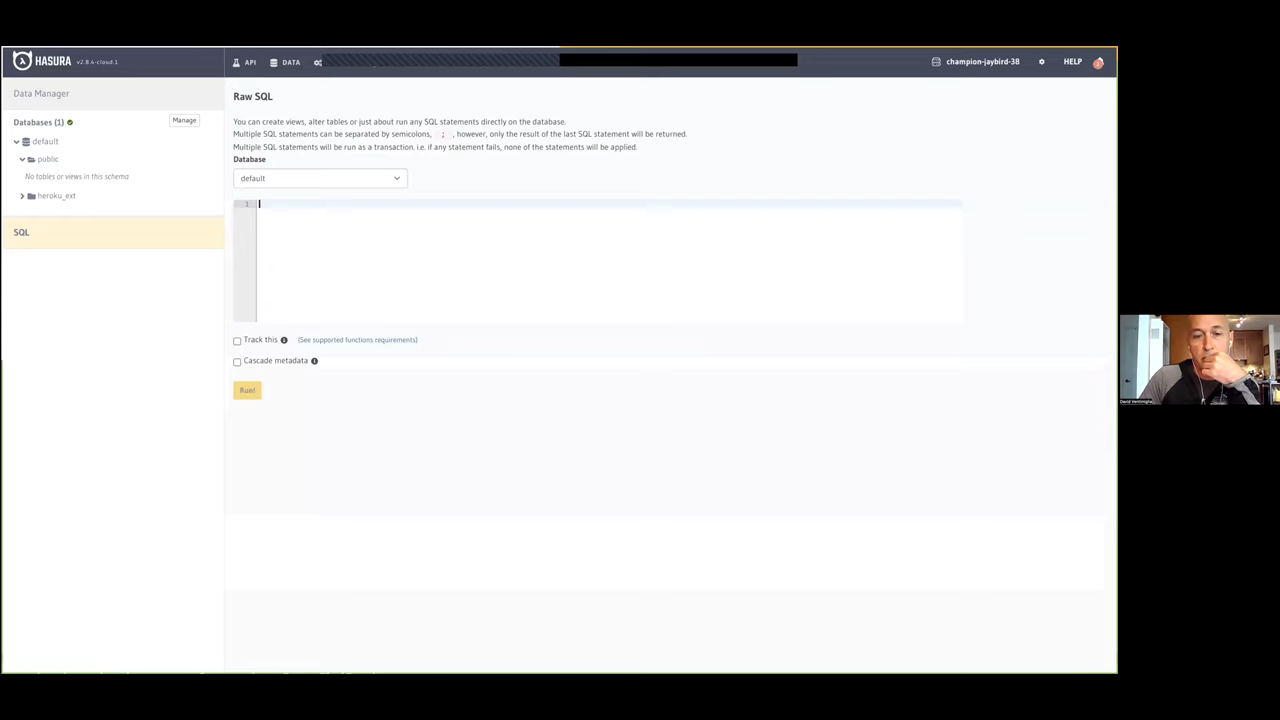 HASURA v2.8.4-cloud.1
API
DATA
champion-jaybird-38
HELP
Data Manager
Databases (1)
Manage
default
public
No tables or views in this schema
heroku_ext
SQL
Raw SQL
You can create views, alter tables or just about run any SQL statements directly on the database.
Multiple SQL statements can be separated by semicolons, ; , however, only the result of the last SQL statement will be returned.
Multiple SQL statements will be run as a transaction. i.e. if any statement fails, none of the statements will be applied.
Database
default
1
Track this
(See supported functions requirements)
Cascade metadata
Run!
David Ventimiglia